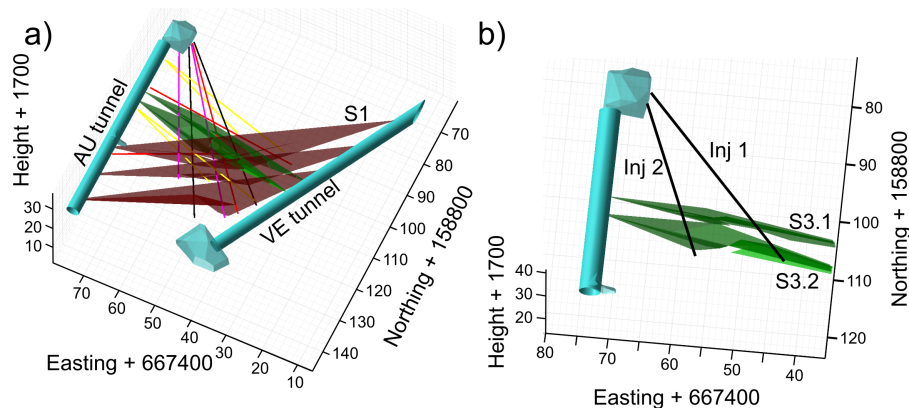 a)
S1
AU tunnel
VE tunnel
Height + 1700
30
20
10
70
60
50
40
30
20
10
Easting + 667400
70
80
90
100
110
120
130
140
Northing + 158800
b)
Inj 2
Inj 1
S3.1
S3.2
Height + 1700
40
30
20
80
70
60
50
40
Easting + 667400
80
90
100
110
120
Northing + 158800